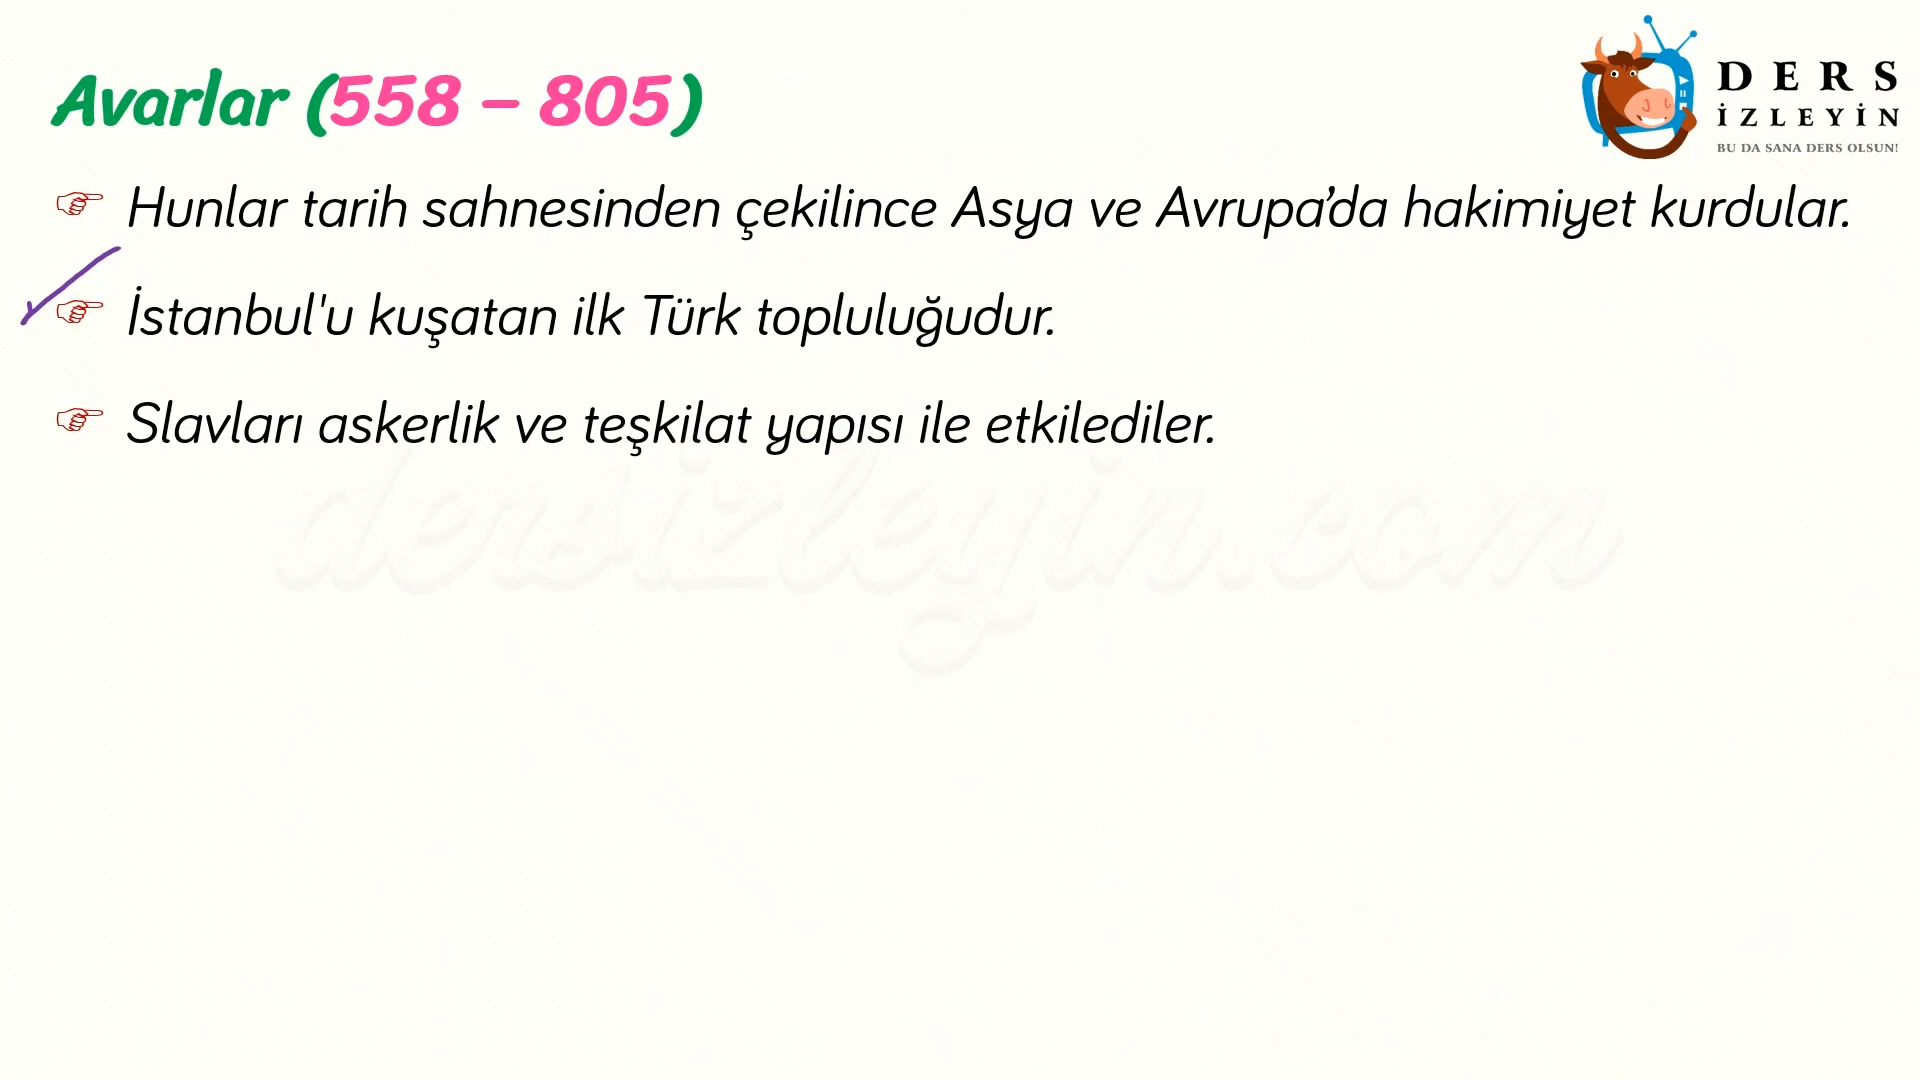 Avarlar (558 – 805)
DERS
İZLEYİN
BU DA SANA DERS OLSUN!
Hunlar tarih sahnesinden çekilince Asya ve Avrupa’da hakimiyet kurdular.
İstanbul'u kuşatan ilk Türk topluluğudur.
Slavları askerlik ve teşkilat yapısı ile etkilediler.
dersizleyin.com